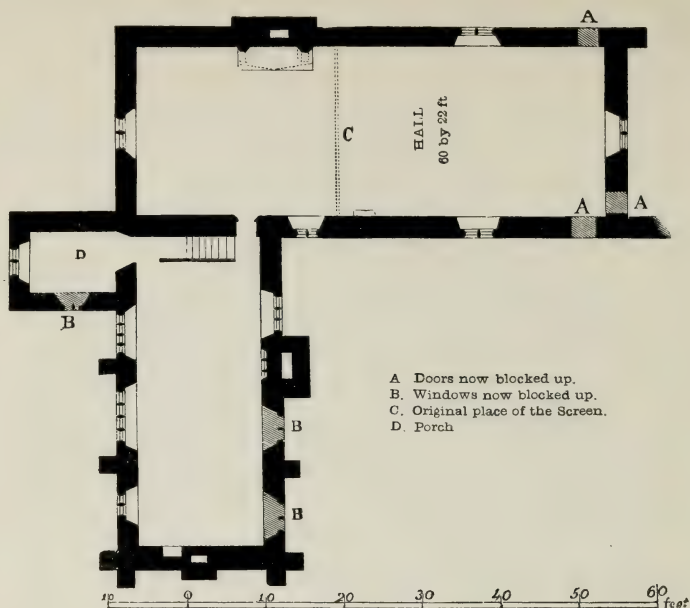 A
C
HALL
60 by 22 ft
A
A
D
B
A Doors now blocked up.
B. Windows now blocked up.
C. Original place of the Screen.
D. Porch
B
B
10 0 10 20 30 40 50 60 feet